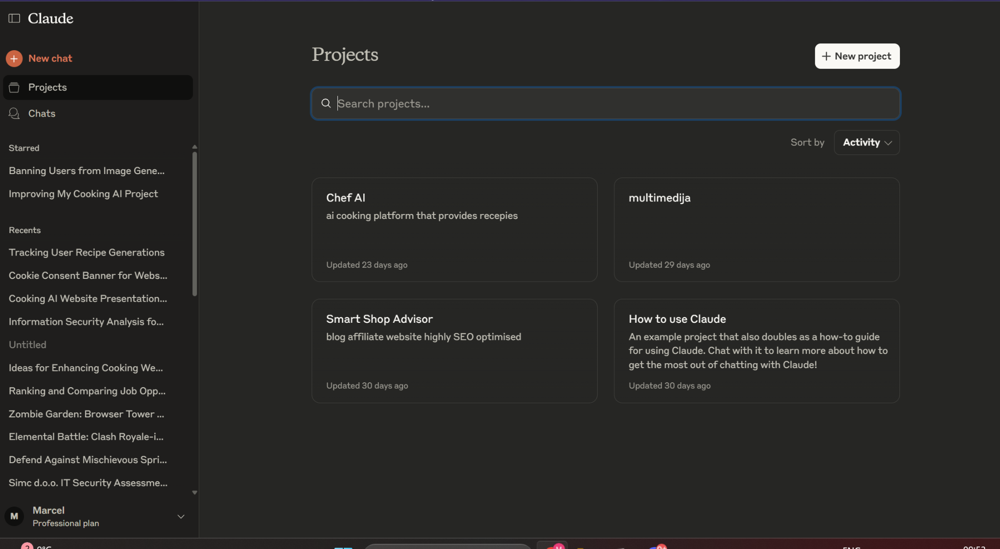 Claude
New chat
Projects
Chats
Starred
Banning Users from Image Gene...
Improving My Cooking AI Project
Recents
Tracking User Recipe Generations
Cookie Consent Banner for Webs...
Cooking AI Website Presentation...
Information Security Analysis fo...
Untitled
Ideas for Enhancing Cooking We...
Ranking and Comparing Job Opp...
Zombie Garden: Browser Tower ...
Elemental Battle: Clash Royale-i...
Defend Against Mischievous Spri...
Simc d.o.o. IT Security Assessme...
M
Marcel
Professional plan
Projects
New project
Search projects...
Sort by
Activity
Chef AI
ai cooking platform that provides recepies
Updated 23 days ago
multimedija
Updated 29 days ago
Smart Shop Advisor
blog affiliate website highly SEO optimised
Updated 30 days ago
How to use Claude
An example project that also doubles as a how-to guide
for using Claude. Chat with it to learn more about how to
get the most out of chatting with Claude!
Updated 30 days ago